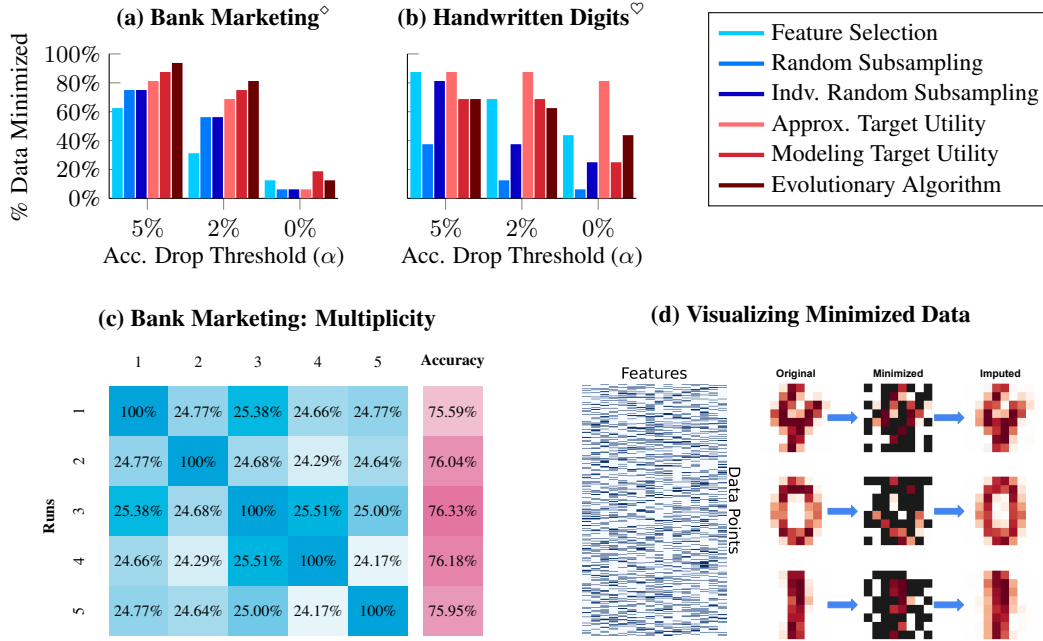 (a) Bank Marketing◇
(b) Handwritten Digits♡
% Data Minimized
100%
80%
60%
40%
20%
0%
5%
2%
0%
Acc. Drop Threshold (α)
5%
2%
0%
Acc. Drop Threshold (α)
Feature Selection
Random Subsampling
Indv. Random Subsampling
Approx. Target Utility
Modeling Target Utility
Evolutionary Algorithm
(c) Bank Marketing: Multiplicity
1 2 3 4 5 Accuracy
Runs
1 100% 24.77% 25.38% 24.66% 24.77% 75.59%
2 24.77% 100% 24.68% 24.29% 24.64% 76.04%
3 25.38% 24.68% 100% 25.51% 25.00% 76.33%
4 24.66% 24.29% 25.51% 100% 24.17% 76.18%
5 24.77% 24.64% 25.00% 24.17% 100% 75.95%
(d) Visualizing Minimized Data
Features
Data Points
Original Minimized Imputed